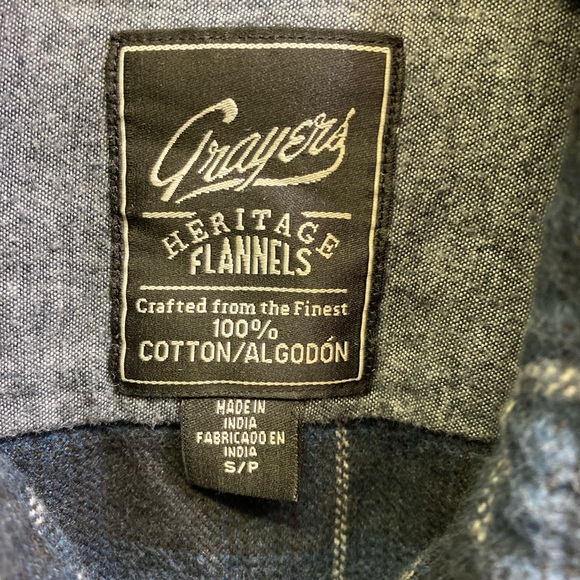 Grayers
HERITAGE
FLANNELS
Crafted from the Finest
100%
COTTON/ALGODÓN
MADE IN
INDIA
FABRICADO EN
INDIA
S/P